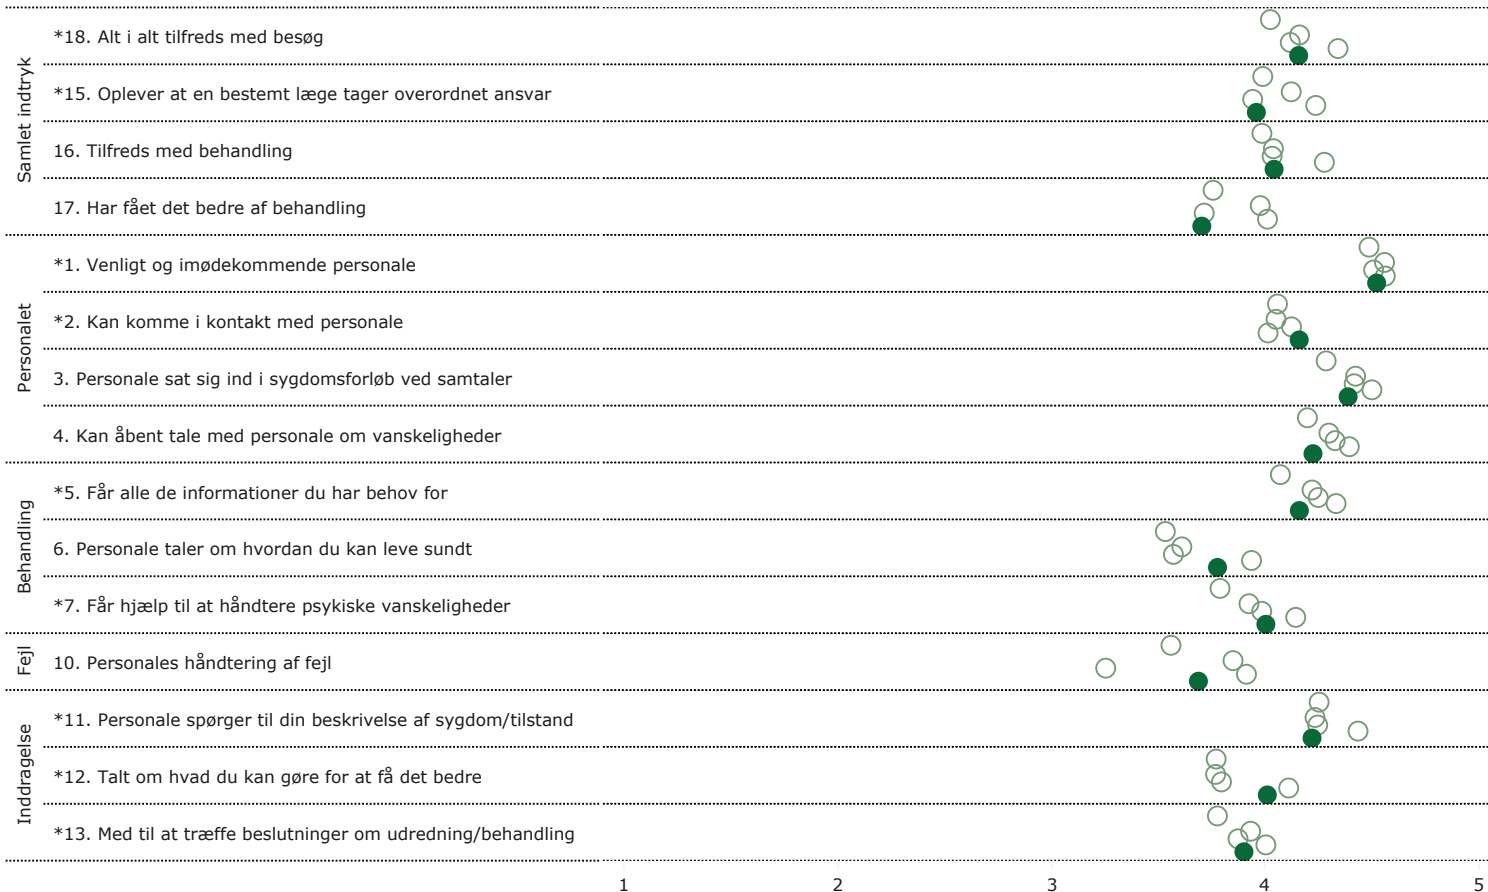 Samlet indtryk
*18. Alt i alt tilfreds med besøg
*15. Oplever at en bestemt læge tager overordnet ansvar
16. Tilfreds med behandling
17. Har fået det bedre af behandling
Personalet
*1. Venligt og imødekommende personale
*2. Kan komme i kontakt med personale
3. Personale sat sig ind i sygdomsforløb ved samtaler
4. Kan åbent tale med personale om vanskeligheder
Behandling
*5. Får alle de informationer du har behov for
6. Personale taler om hvordan du kan leve sundt
*7. Får hjælp til at håndtere psykiske vanskeligheder
Fejl
10. Personales håndtering af fejl
Inddragelse
*11. Personale spørger til din beskrivelse af sygdom/tilstand
*12. Talt om hvad du kan gøre for at få det bedre
*13. Med til at træffe beslutninger om udredning/behandling
1 2 3 4 5